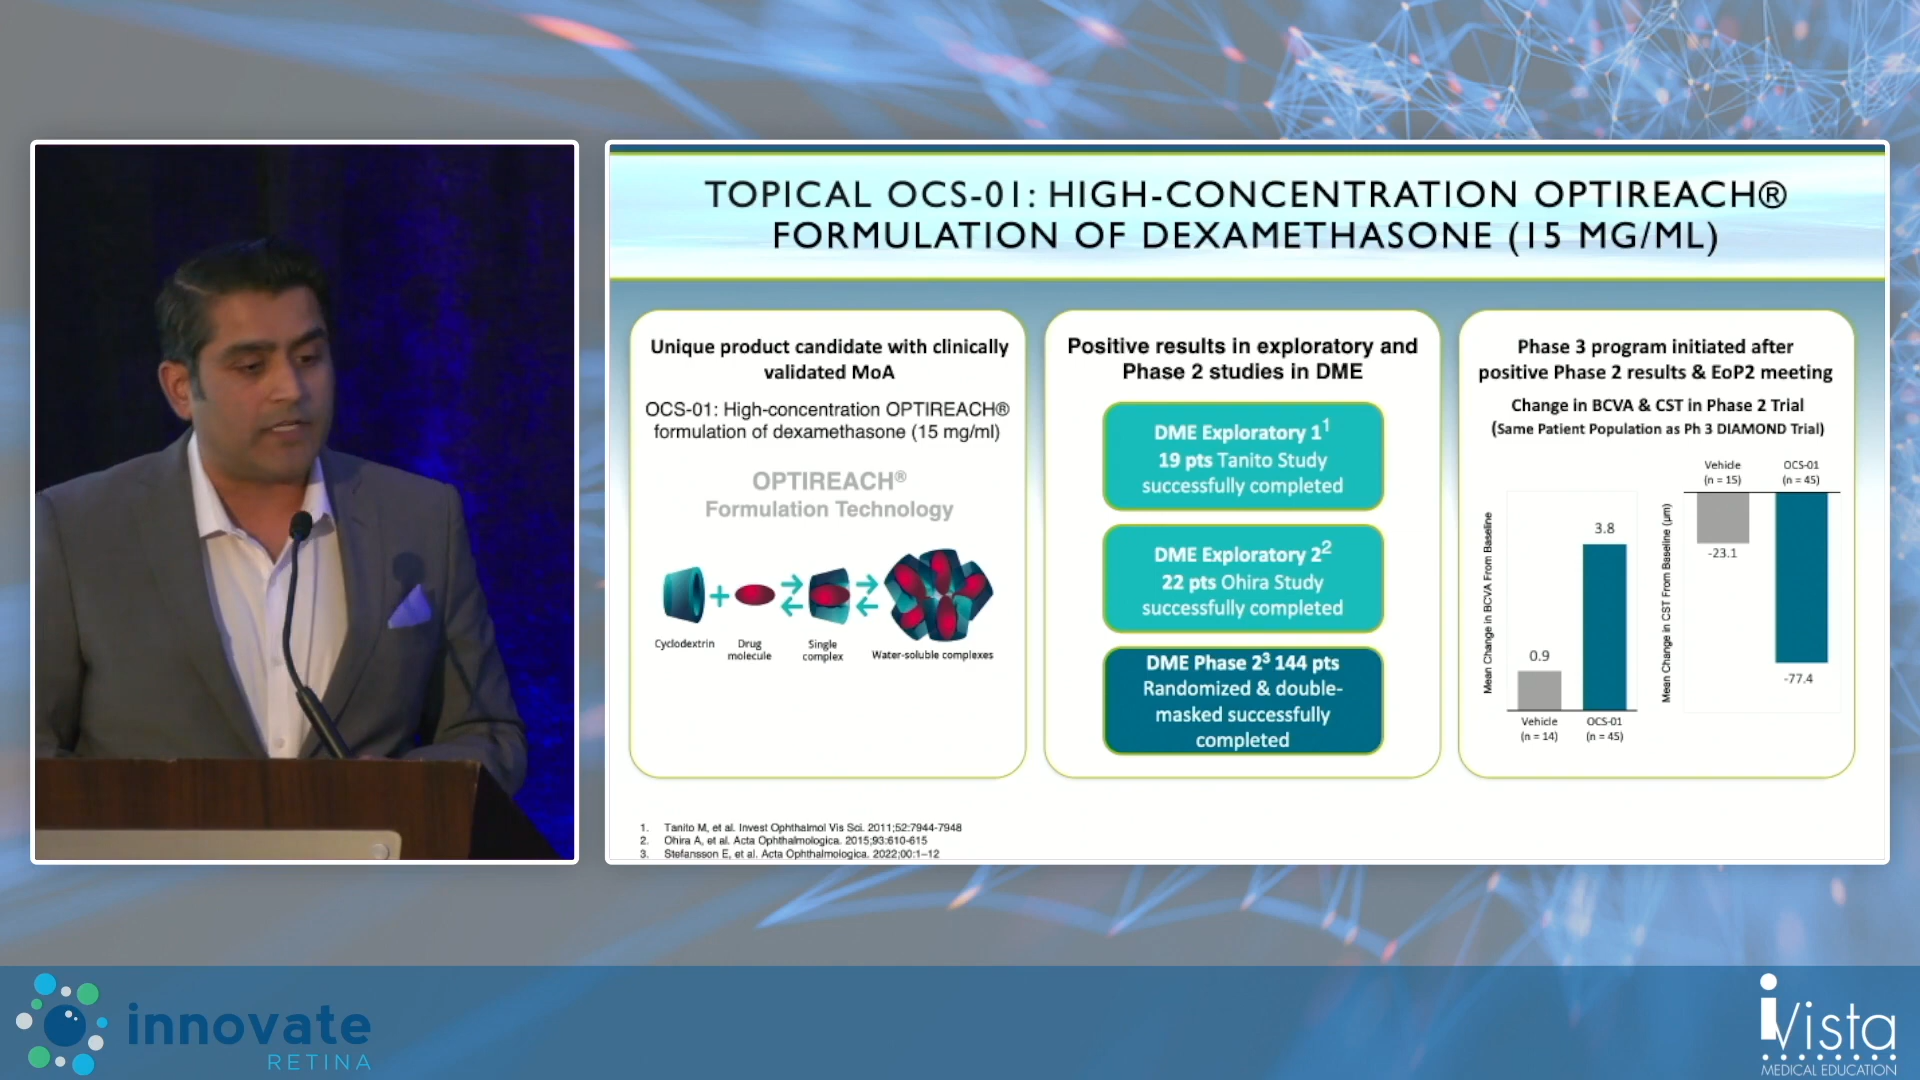 TOPICAL OCS-01: HIGH-CONCENTRATION OPTIREACH®
FORMULATION OF DEXAMETHASONE (15 MG/ML)
Unique product candidate with clinically
validated MoA
OCS-01: High-concentration OPTIREACH®
formulation of dexamethasone (15 mg/ml)
OPTIREACH®
Formulation Technology
Cyclodextrin
Drug
molecule
Single
complex
Water-soluble complexes
Positive results in exploratory and
Phase 2 studies in DME
DME Exploratory 1¹
19 pts Tanito Study
successfully completed
DME Exploratory 2²
22 pts Ohira Study
successfully completed
DME Phase 2³ 144 pts
Randomized & double-
masked successfully
completed
Phase 3 program initiated after
positive Phase 2 results & EoP2 meeting
Change in BCVA & CST in Phase 2 Trial
(Same Patient Population as Ph 3 DIAMOND Trial)
Mean Change in BCVA From Baseline
0.9
3.8
Vehicle
(n = 14)
OCS-01
(n = 45)
Mean Change in CST From Baseline (µm)
Vehicle
(n = 15)
OCS-01
(n = 45)
-23.1
-77.4
1. Tanito M, et al. Invest Ophthalmol Vis Sci. 2011;52:7944-7948
2. Ohira A, et al. Acta Ophthalmologica. 2015;93:610-615
3. Stefansson E, et al. Acta Ophthalmologica. 2022;00:1–12
innovate
RETINA
iVista
MEDICAL EDUCATION